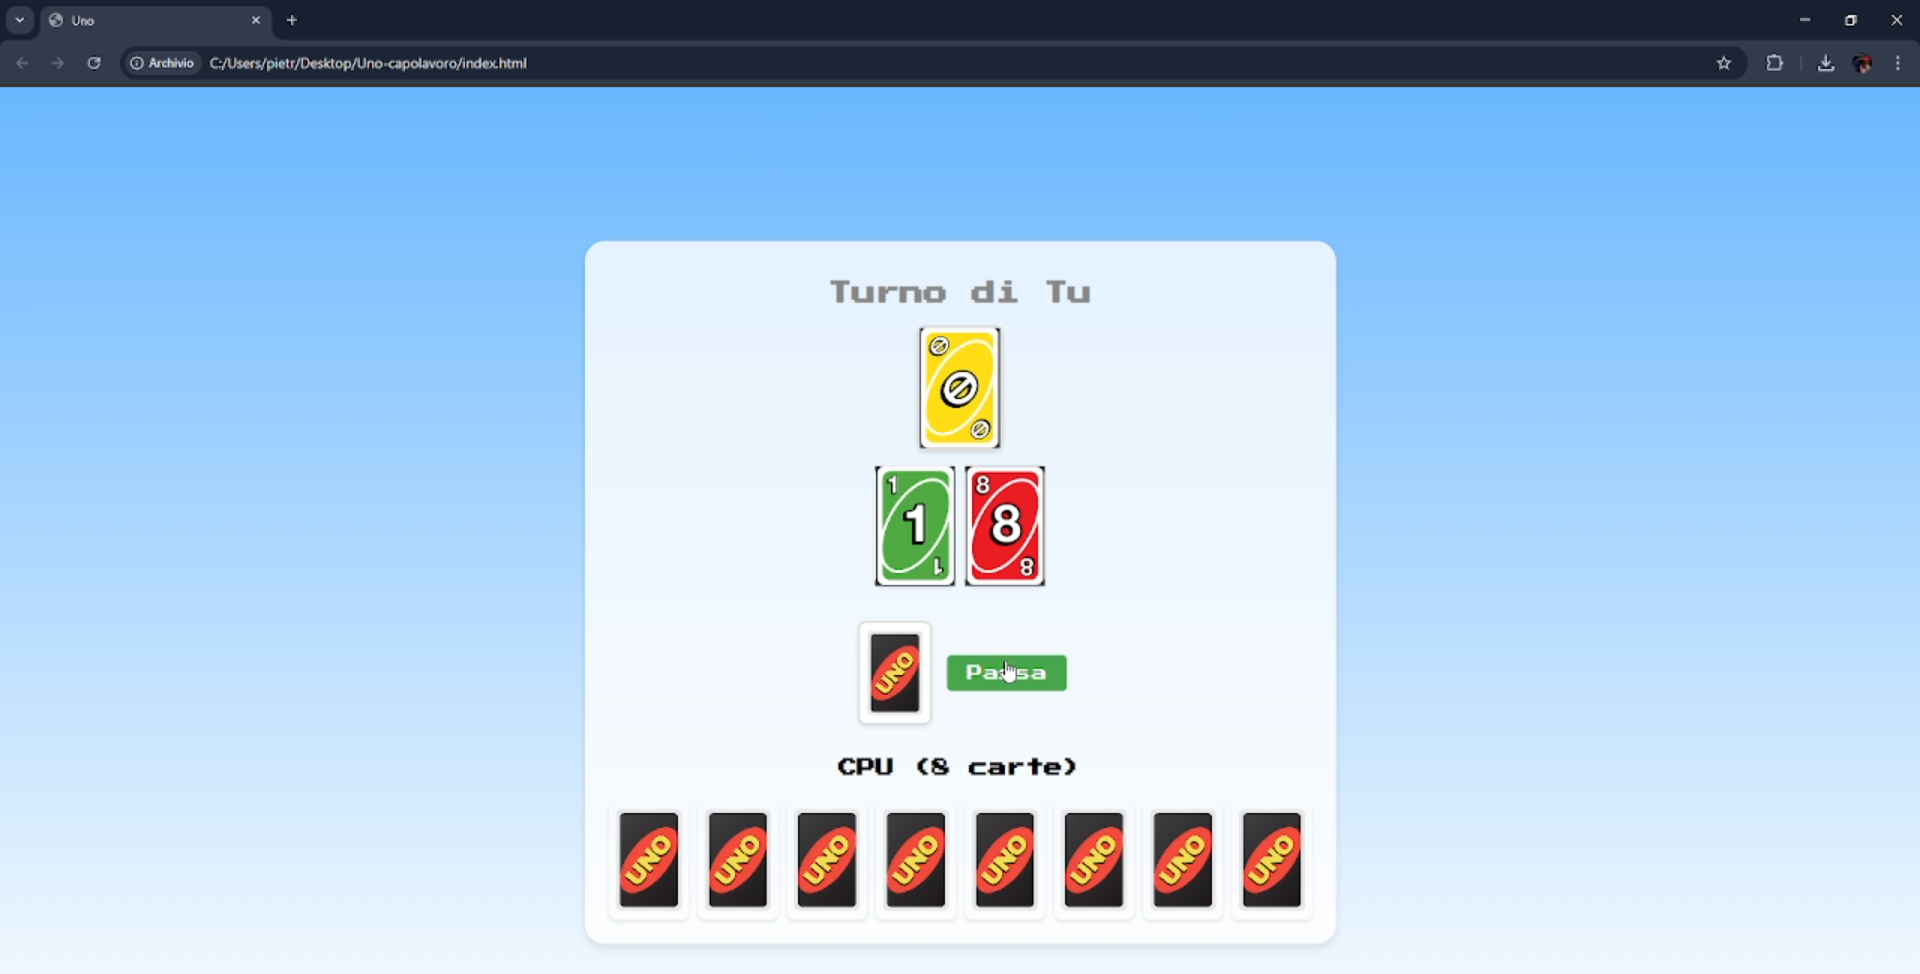 Uno
Archivio
C:/Users/pietr/Desktop/Uno-capolavoro/index.html
Turno di Tu
1 8
1 8
1 8
UNO Passa
CPU (8 carte)
UNO UNO UNO UNO UNO UNO UNO UNO